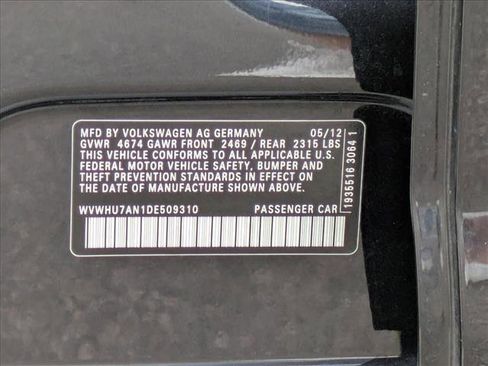 MFD BY VOLKSWAGEN AG GERMANY 05/12
GVWR 4674 GAWR FRONT 2469 / REAR 2315 LBS
THIS VEHICLE CONFORMS TO ALL APPLICABLE U.S.
FEDERAL MOTOR VEHICLE SAFETY, BUMPER AND
THEFT PREVENTION STANDARDS IN EFFECT ON
DATE OF MANUFACTURE SHOWN ABOVE.
WVWHU7AN1DE509310 PASSENGER CAR
1935516 3064 1